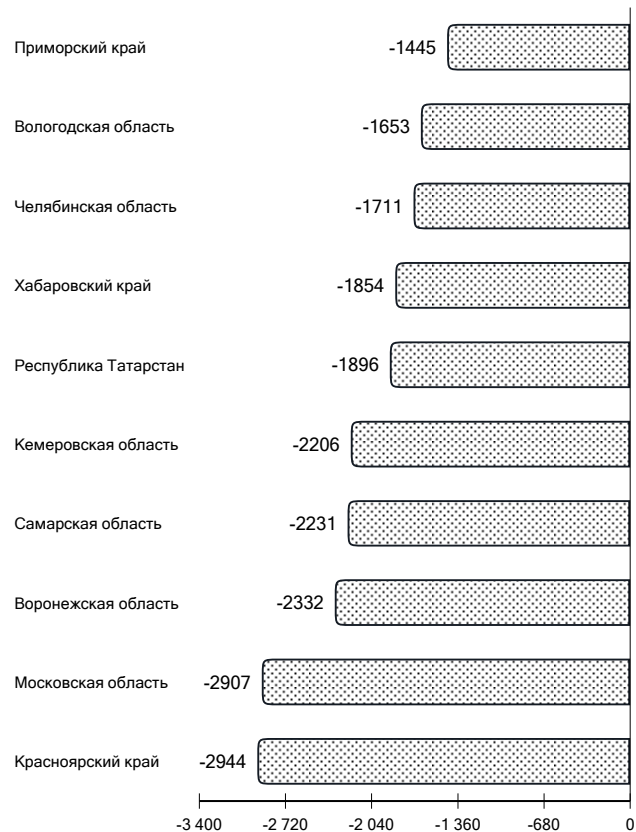 Приморский край -1445
Вологодская область -1653
Челябинская область -1711
Хабаровский край -1854
Республика Татарстан -1896
Кемеровская область -2206
Самарская область -2231
Воронежская область -2332
Московская область -2907
Красноярский край -2944
-3 400 -2 720 -2 040 -1 360 -680 0